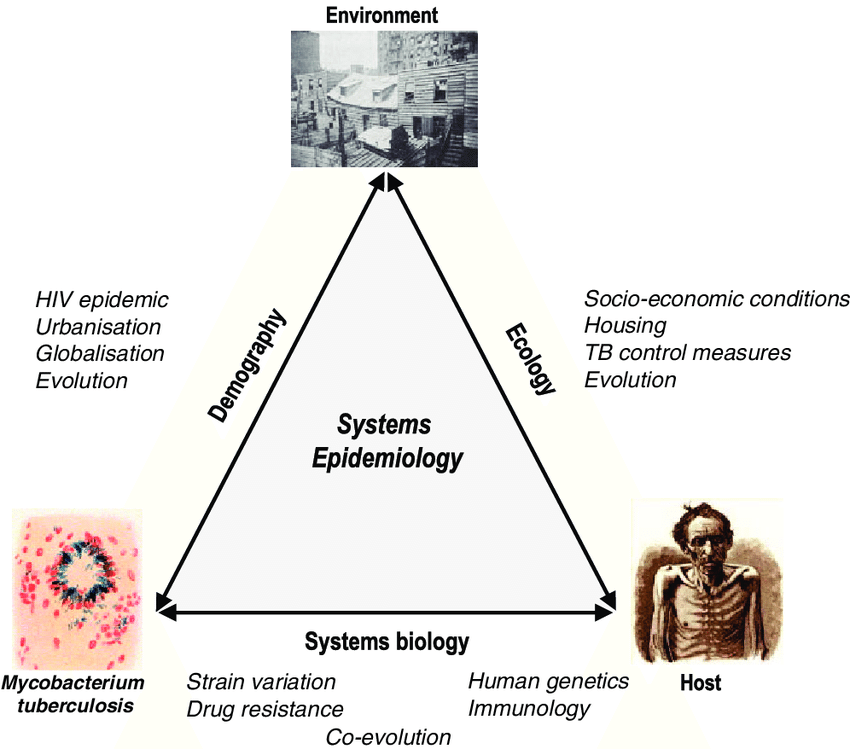 Environment
HIV epidemic
Urbanisation
Globalisation
Evolution
Demography
Ecology
Socio-economic conditions
Housing
TB control measures
Evolution
Systems
Epidemiology
Systems biology
Mycobacterium
tuberculosis
Strain variation
Drug resistance
Human genetics
Immunology
Co-evolution
Host